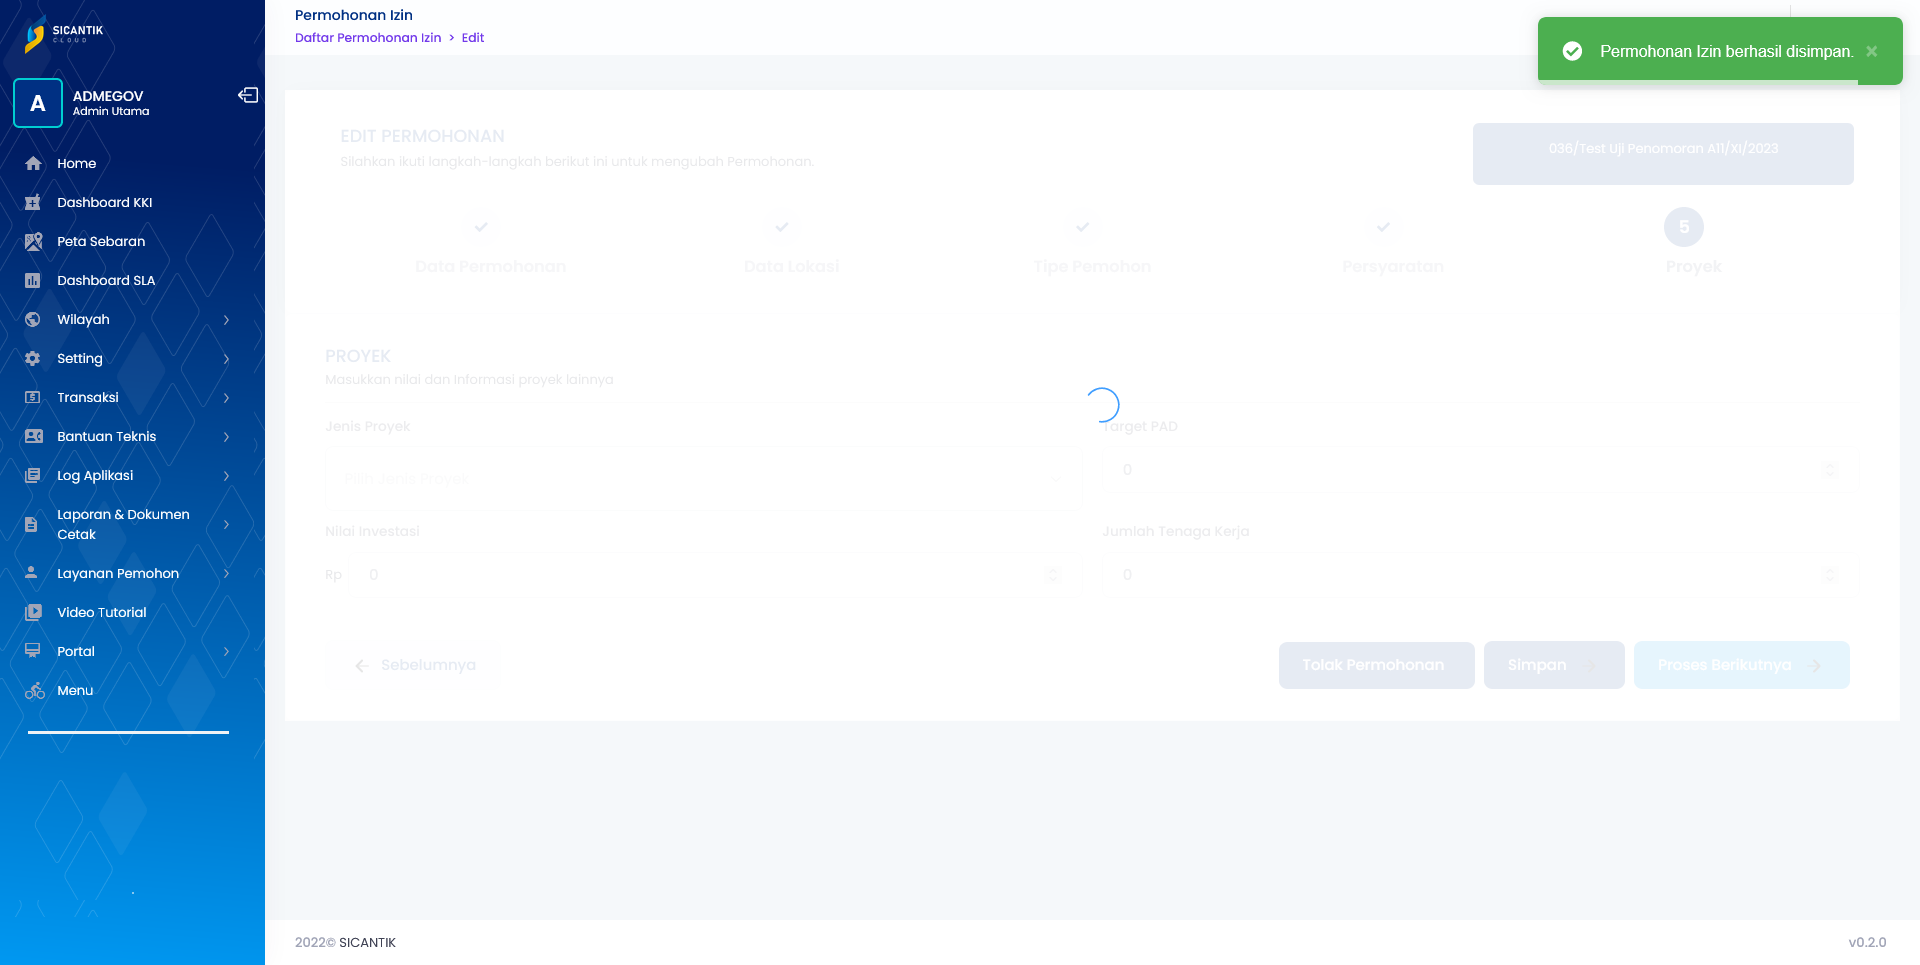 SICANTIK
CLOUD
A
ADMEGOV
Admin Utama
Home
Dashboard KKI
Peta Sebaran
Dashboard SLA
Wilayah
Setting
Transaksi
Bantuan Teknis
Log Aplikasi
Laporan & Dokumen
Cetak
Layanan Pemohon
Video Tutorial
Portal
Menu
Permohonan Izin
Daftar Permohonan Izin > Edit
Permohonan Izin berhasil disimpan. ×
EDIT PERMOHONAN
Silahkan ikuti langkah-langkah berikut ini untuk mengubah Permohonan.
036/Test Uji Penomoran A11/XI/2023
5
Data Permohonan
Data Lokasi
Tipe Pemohon
Persyaratan
Proyek
PROYEK
Masukkan nilai dan Informasi proyek lainnya
Jenis Proyek
Pilih Jenis Proyek
Target PAD
0
Nilai Investasi
Rp 0
Jumlah Tenaga Kerja
0
Sebelumnya
Tolak Permohonan
Simpan
Proses Berikutnya
2022© SICANTIK
v0.2.0